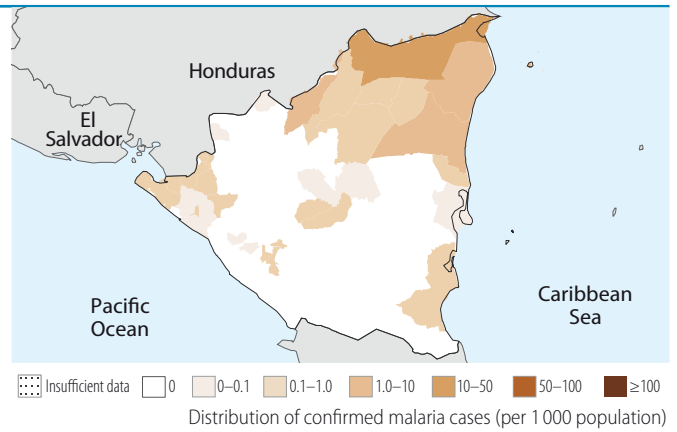 Honduras
El
Salvador
Pacific
Ocean
Caribbean
Sea
Insufficient data 0 0–0.1 0.1–1.0 1.0–10 10–50 50–100 ≥100
Distribution of confirmed malaria cases (per 1 000 population)